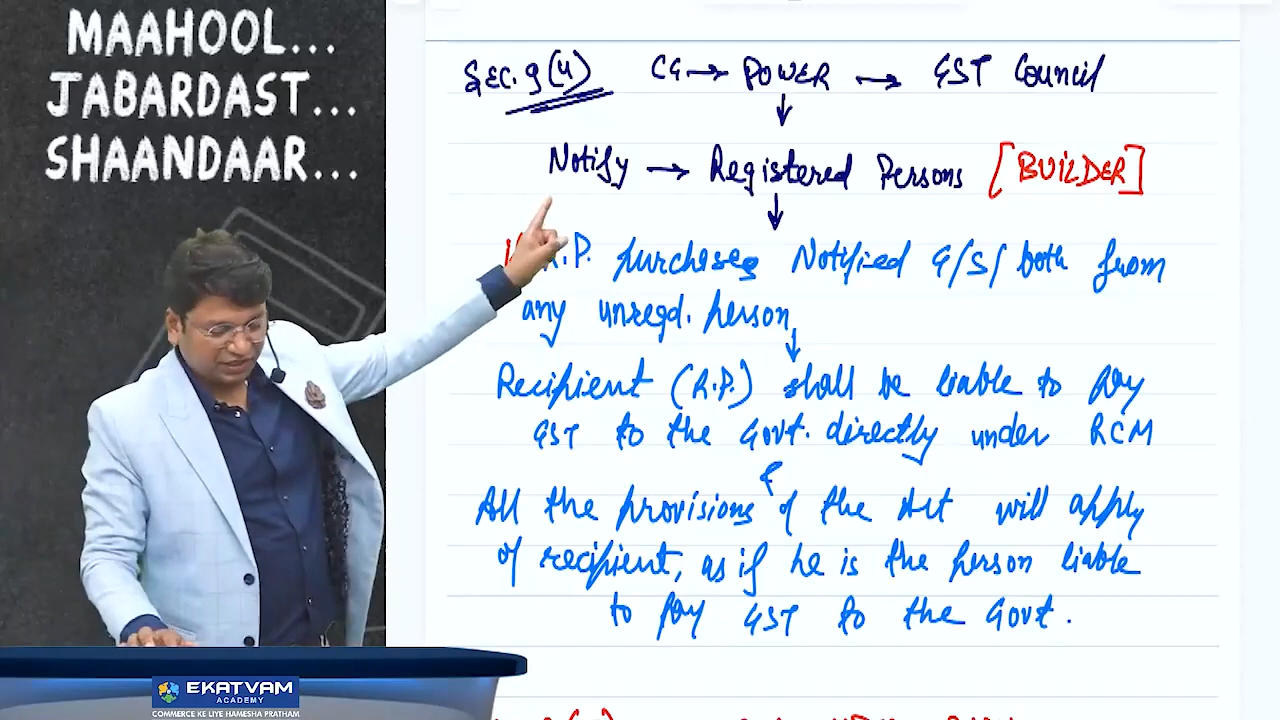 MAAHOOL...
JABARDAST...
SHAANDAAR...
SEC. 9(4) CG → POWER → GST Council
Notify → Registered Persons [BUILDER]
R.P. purchases Notified G/S/both from
any unregd. person
Recipient (R.P.) shall be liable to pay
GST to the Govt. directly under RCM
&
All the provisions of the Act will apply
of recipient, as if he is the person liable
to pay GST to the Govt.
EKATVAM
ACADEMY
COMMERCE KE LIYE HAMESHA PRATHAM